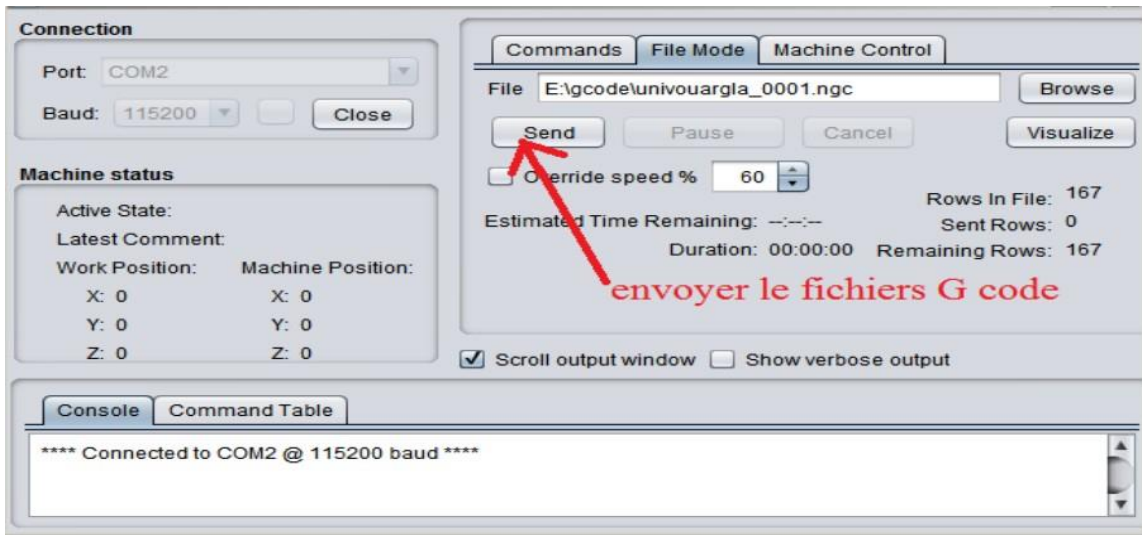 Connection
Port: COM2
Baud: 115200 Close
Machine status
Active State:
Latest Comment:
Work Position: Machine Position:
X: 0 X: 0
Y: 0 Y: 0
Z: 0 Z: 0
Commands File Mode Machine Control
File E:\gcode\univouargla_0001.ngc Browse
Send Pause Cancel Visualize
Override speed % 60
Rows In File: 167
Estimated Time Remaining: --:--:-- Sent Rows: 0
Duration: 00:00:00 Remaining Rows: 167
envoyer le fichiers G code
Scroll output window Show verbose output
Console Command Table
**** Connected to COM2 @ 115200 baud ****